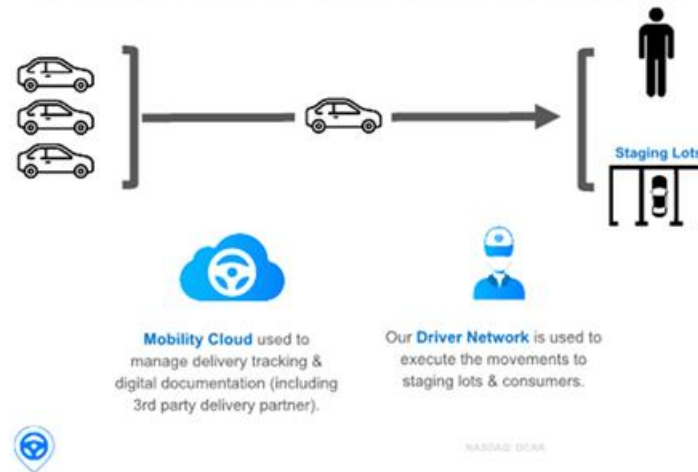 Staging Lots
Mobility Cloud used to
manage delivery tracking &
digital documentation (including
3rd party delivery partner).
Our Driver Network is used to
execute the movements to
staging lots & consumers.
NASDAQ: DCAR